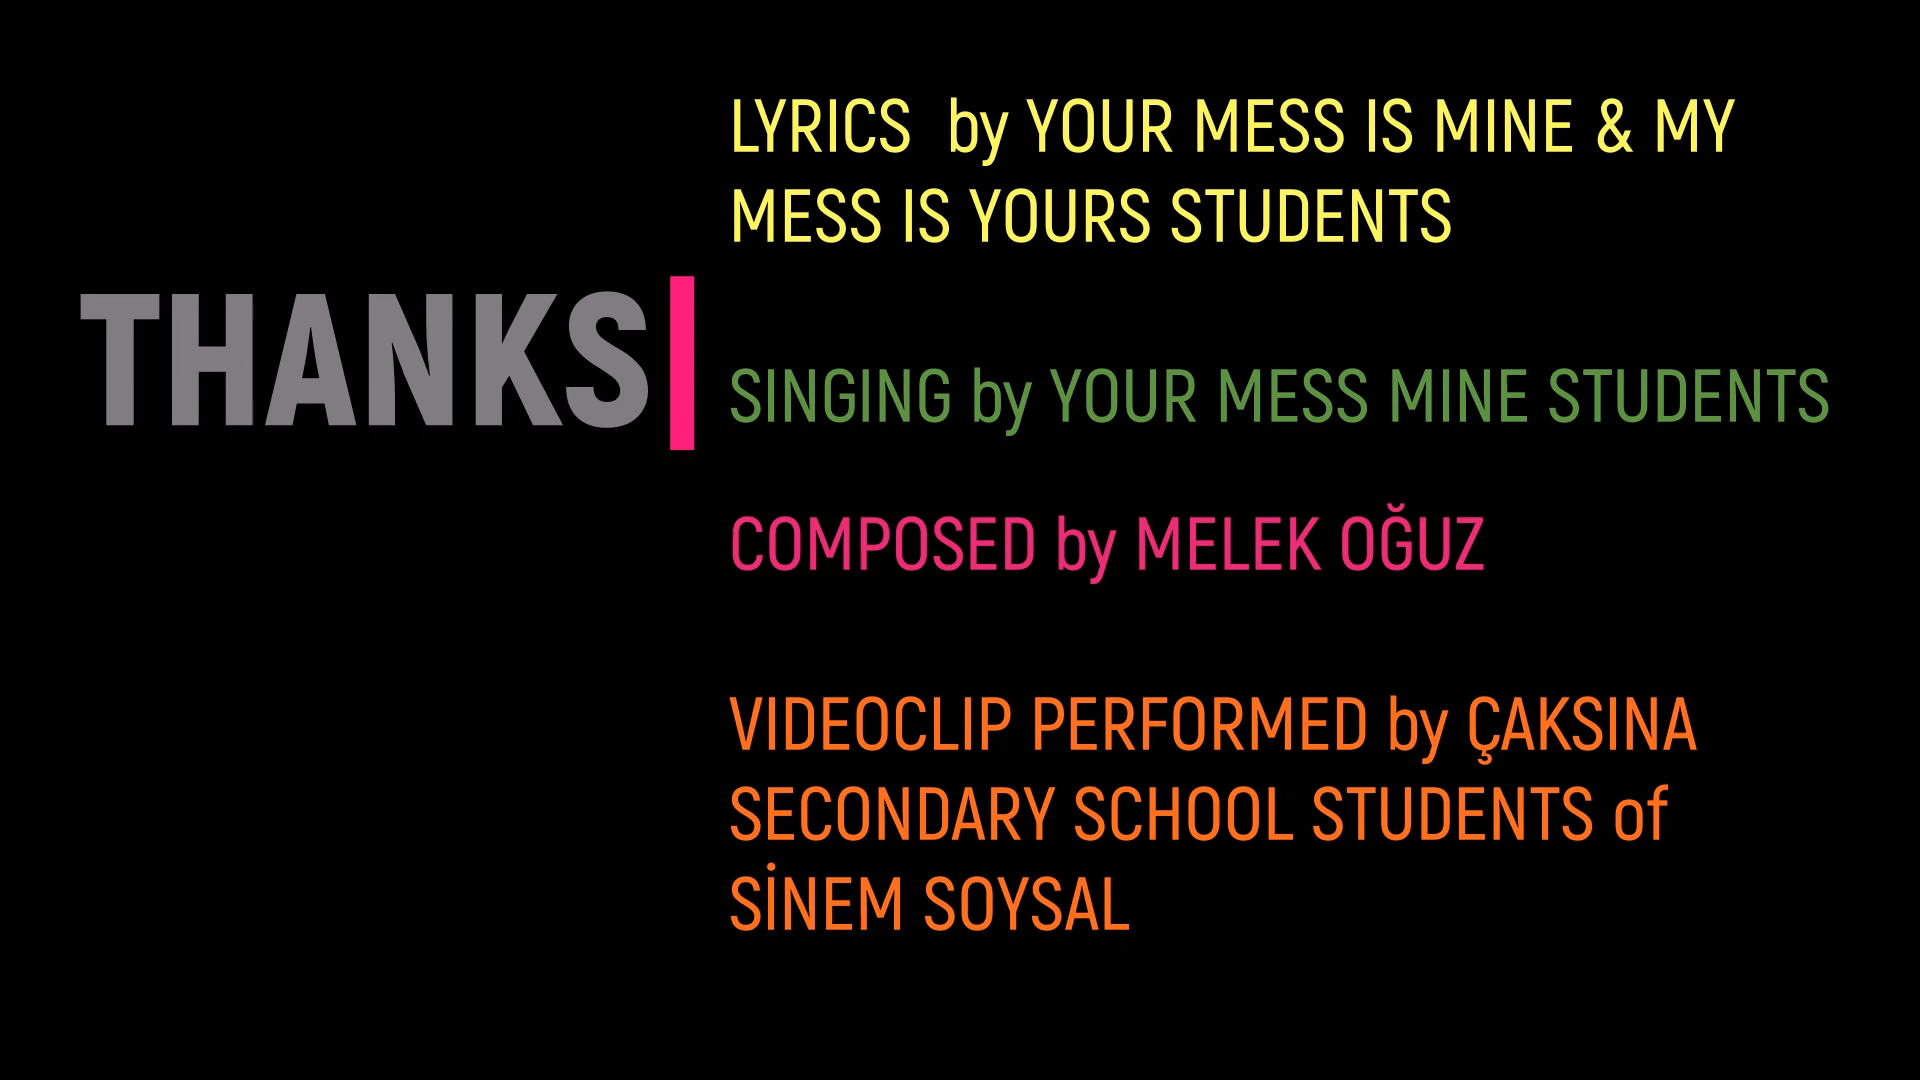 THANKS
LYRICS  by YOUR MESS IS MINE & MY
MESS IS YOURS STUDENTS
SINGING by YOUR MESS MINE STUDENTS
COMPOSED by MELEK OĞUZ
VIDEOCLIP PERFORMED by ÇAKSINA
SECONDARY SCHOOL STUDENTS of
SİNEM SOYSAL